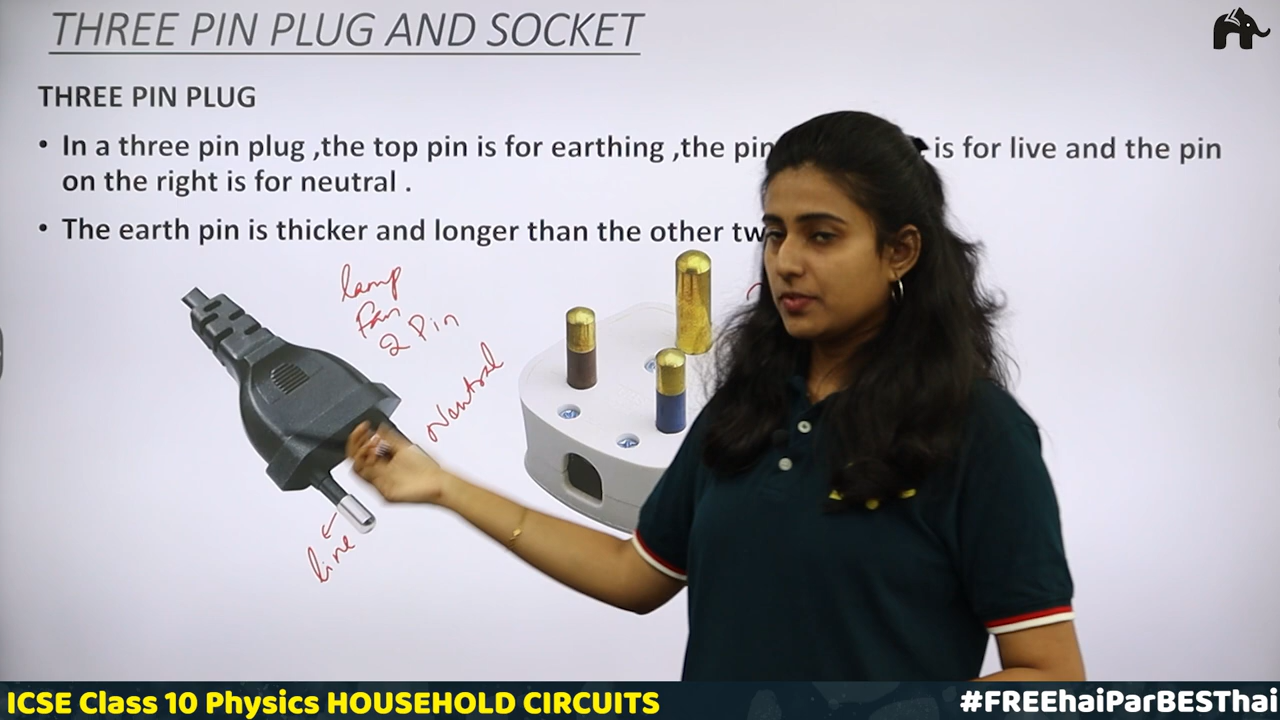 THREE PIN PLUG AND SOCKET
THREE PIN PLUG
• In a three pin plug ,the top pin is for earthing ,the pin is for live and the pin
on the right is for neutral .
• The earth pin is thicker and longer than the other tw
lamp
Fan
2 Pin
Neutral
line
ICSE Class 10 Physics HOUSEHOLD CIRCUITS
#FREEhaiParBESThai